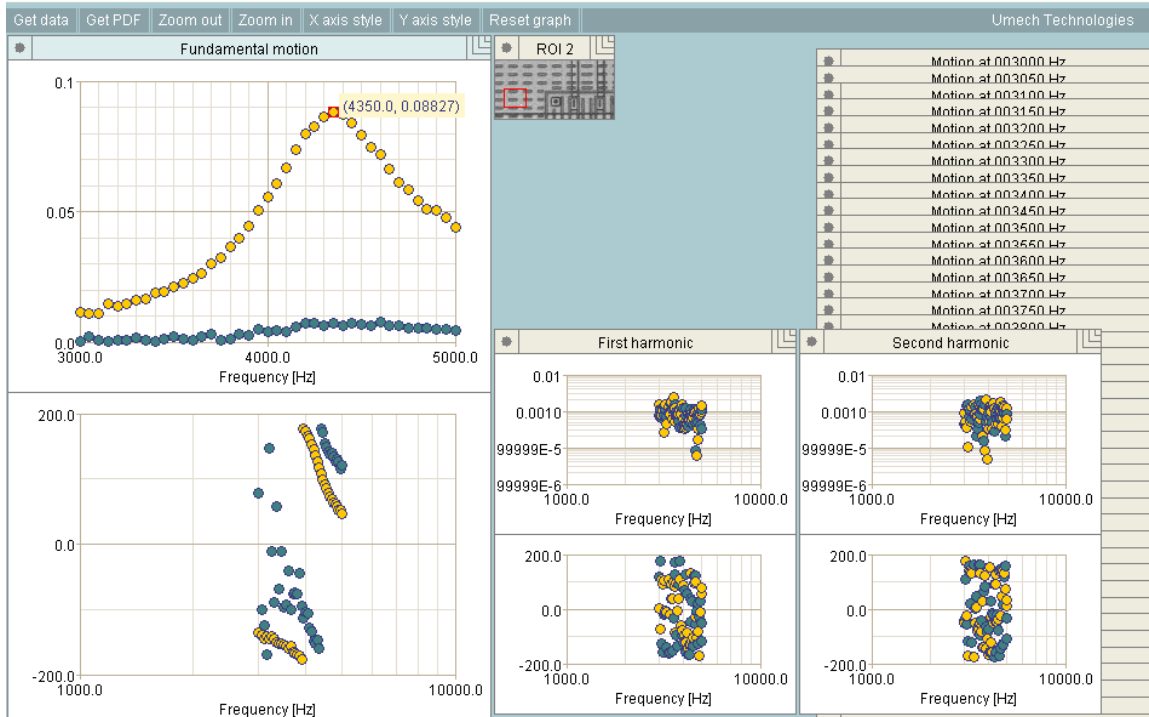 Get data Get PDF Zoom out Zoom in X axis style Y axis style Reset graph Umech Technologies
Fundamental motion
0.1
(4350.0, 0.08827)
0.05
0.0
3000.0 4000.0 5000.0
Frequency [Hz]
200.0
0.0
-200.0
1000.0 10000.0
Frequency [Hz]
ROI 2
Motion at 003000 Hz
Motion at 003050 Hz
Motion at 003100 Hz
Motion at 003150 Hz
Motion at 003200 Hz
Motion at 003250 Hz
Motion at 003300 Hz
Motion at 003350 Hz
Motion at 003400 Hz
Motion at 003450 Hz
Motion at 003500 Hz
Motion at 003550 Hz
Motion at 003600 Hz
Motion at 003650 Hz
Motion at 003700 Hz
Motion at 003750 Hz
Motion at 003800 Hz
First harmonic
0.01
0.0010
99999E-5
99999E-6
1000.0 10000.0
Frequency [Hz]
200.0
0.0
-200.0
1000.0 10000.0
Frequency [Hz]
Second harmonic
0.01
0.0010
99999E-5
99999E-6
1000.0 10000.0
Frequency [Hz]
200.0
0.0
-200.0
1000.0 10000.0
Frequency [Hz]